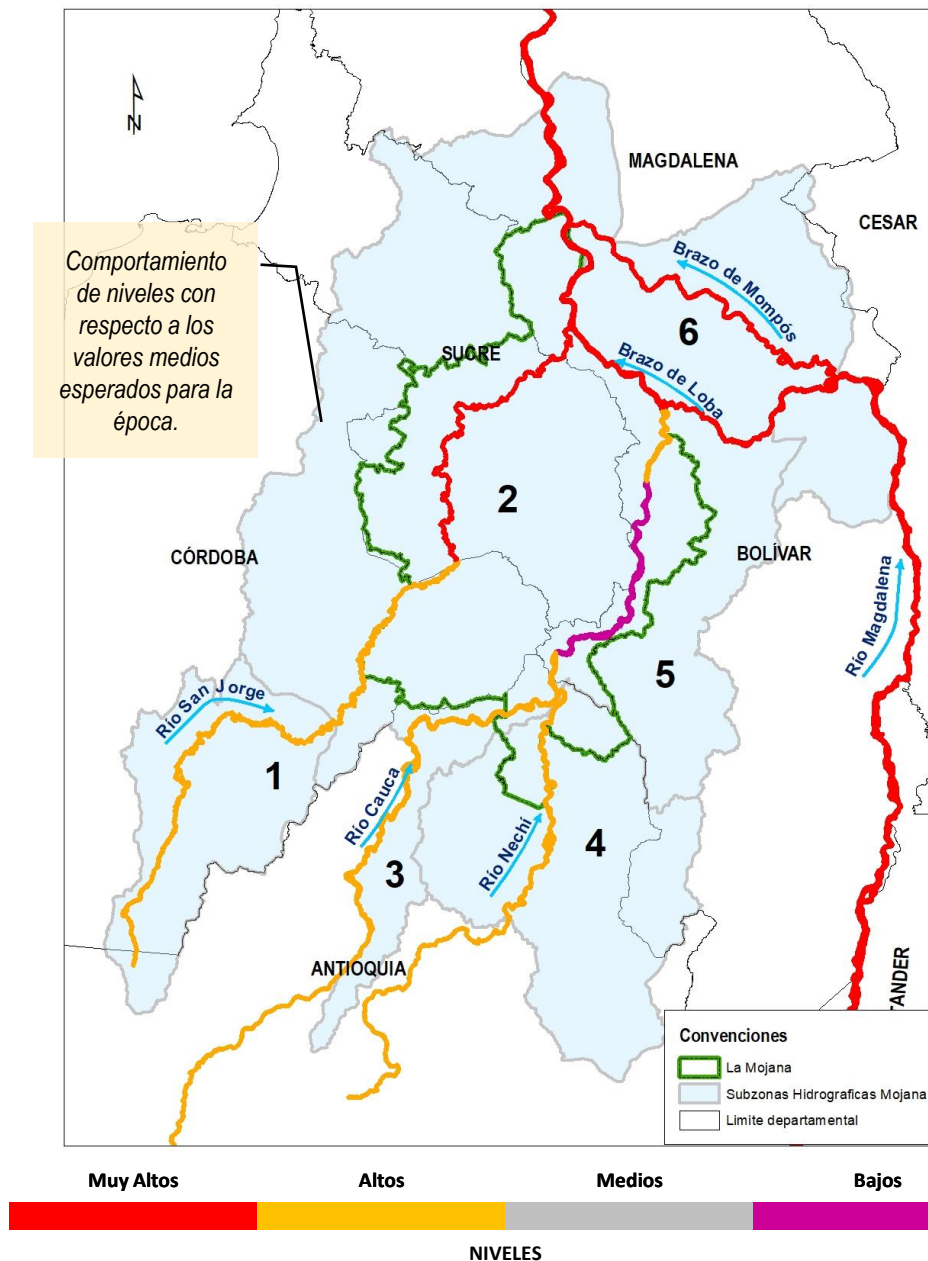 N
MAGDALENA
CESAR
Comportamiento
de niveles con
respecto a los
valores medios
esperados para la
época.
Brazo de Mompós
6
SUCRE
Brazo de Loba
2
CÓRDOBA
BOLÍVAR
Río Magdalena
5
Río San Jorge
1
Río Cauca
3
Río Nechí
4
ANTIOQUIA
TANDER
Convenciones
La Mojana
Subzonas Hidrograficas Mojana
Limite departamental
Muy Altos Altos Medios Bajos
NIVELES